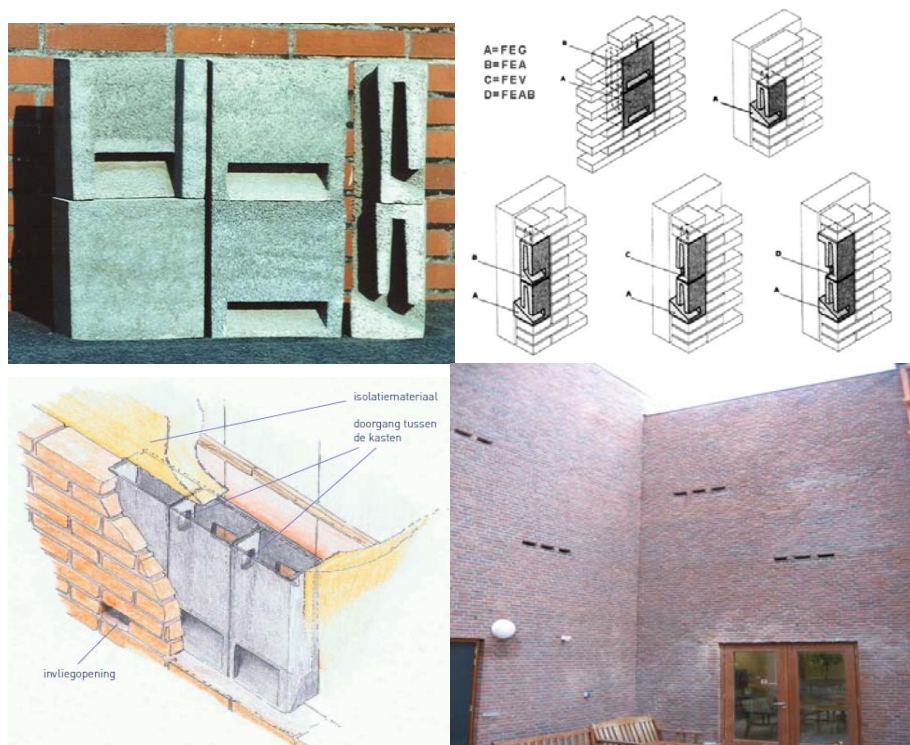 A=FEG
B=FEA
C=FEV
D=FEAB
B
A
A
B
A
C
A
D
A
isolatiemateriaal
doorgang tussen
de kasten
invliegopening